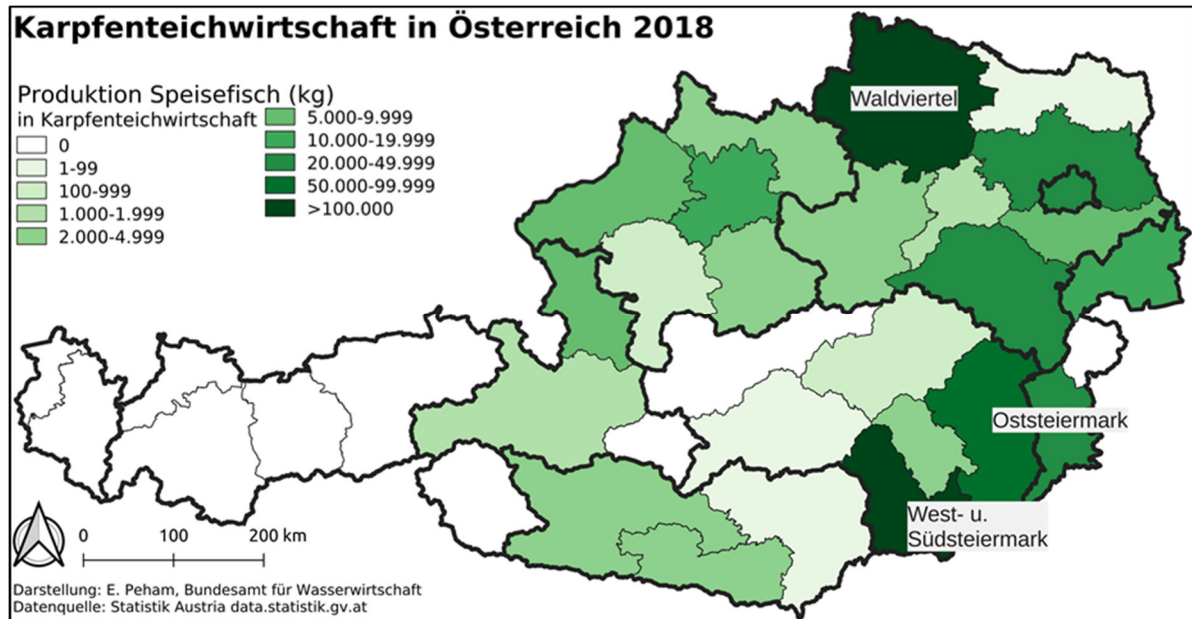 Karpfenteichwirtschaft in Österreich 2018
Produktion Speisefisch (kg)
in Karpfenteichwirtschaft
0
1-99
100-999
1.000-1.999
2.000-4.999
5.000-9.999
10.000-19.999
20.000-49.999
50.000-99.999
>100.000
Waldviertel
Oststeiermark
West- u.
Südsteiermark
0 100 200 km
Darstellung: E. Peham, Bundesamt für Wasserwirtschaft
Datenquelle: Statistik Austria data.statistik.gv.at